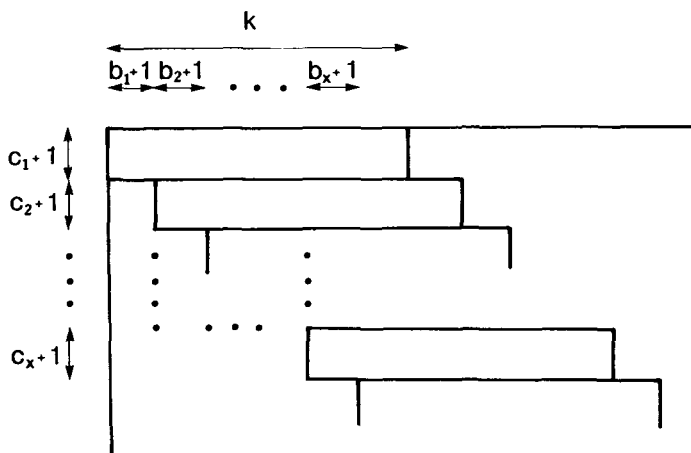 k
b₁+1 b₂+1 . . . bₓ+1
c₁+1
c₂+1
cₓ+1